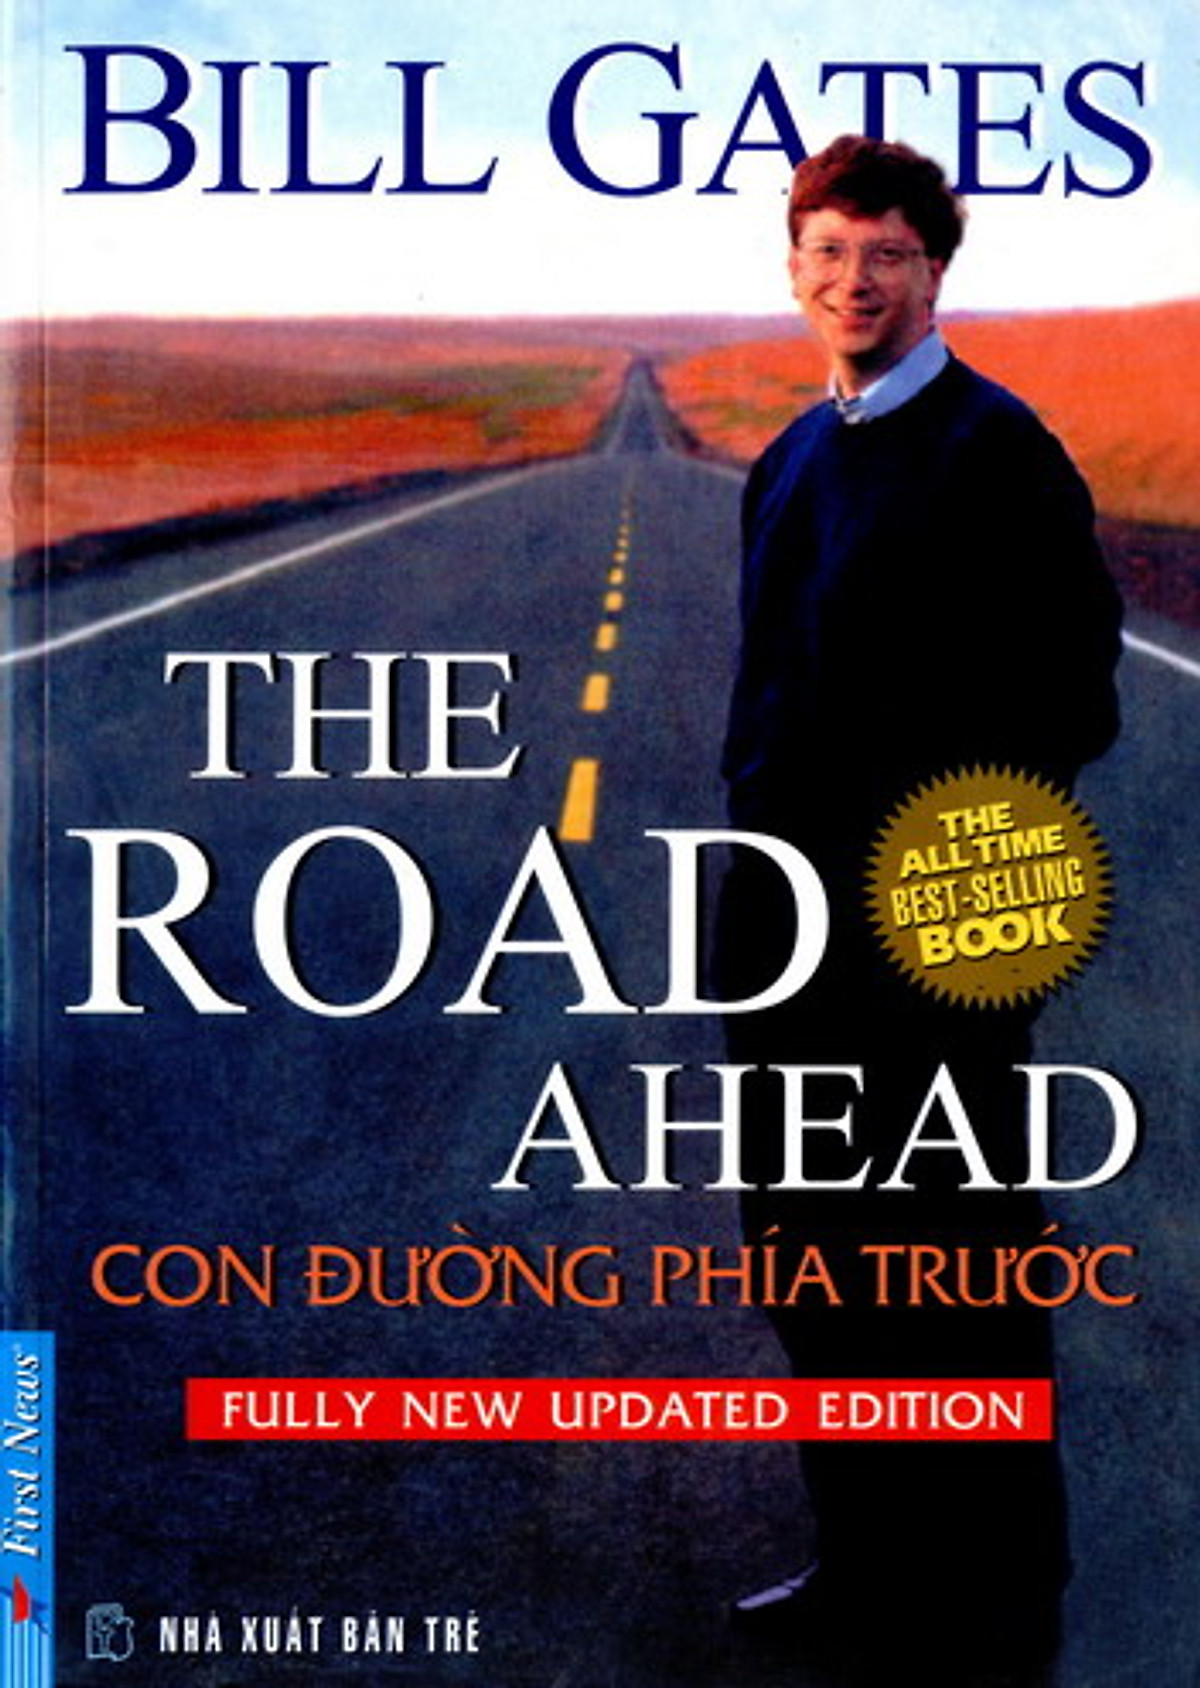 BILL GATES
THE
ROAD
AHEAD
THE
ALL TIME
BEST-SELLING
BOOK
CON ĐƯỜNG PHÍA TRƯỚC
FULLY NEW UPDATED EDITION
First News
NHÀ XUẤT BẢN TRẺ